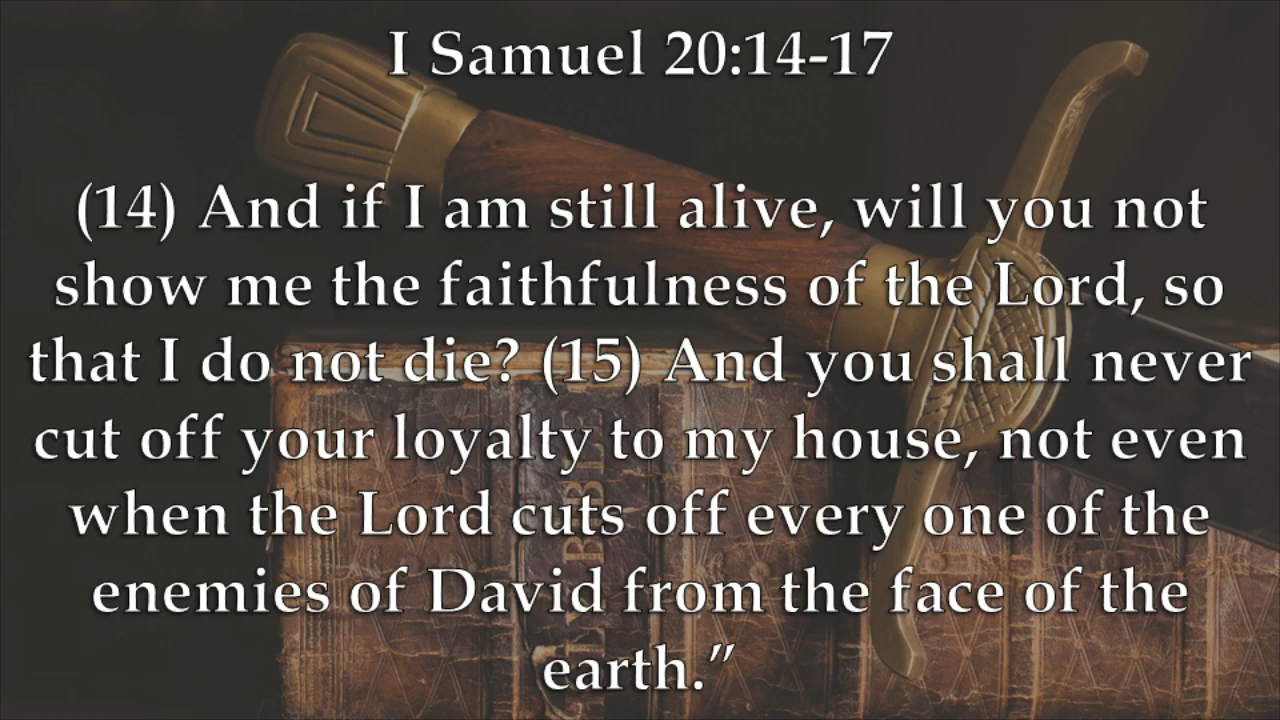 I Samuel 20:14-17
(14) And if I am still alive, will you not
show me the faithfulness of the Lord, so
that I do not die? (15) And you shall never
cut off your loyalty to my house, not even
when the Lord cuts off every one of the
enemies of David from the face of the
earth.”